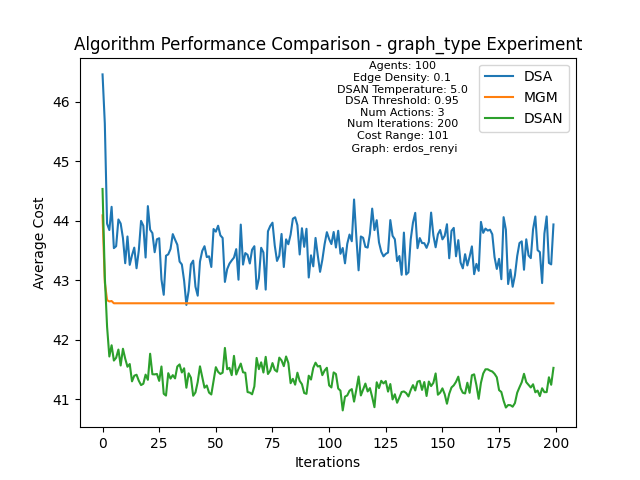 Algorithm Performance Comparison - graph_type Experiment
Agents: 100
Edge Density: 0.1
DSAN Temperature: 5.0
DSA Threshold: 0.95
Num Actions: 3
Num Iterations: 200
Cost Range: 101
Graph: erdos_renyi
DSA
MGM
DSAN
Average Cost
46
45
44
43
42
41
0 25 50 75 100 125 150 175 200
Iterations